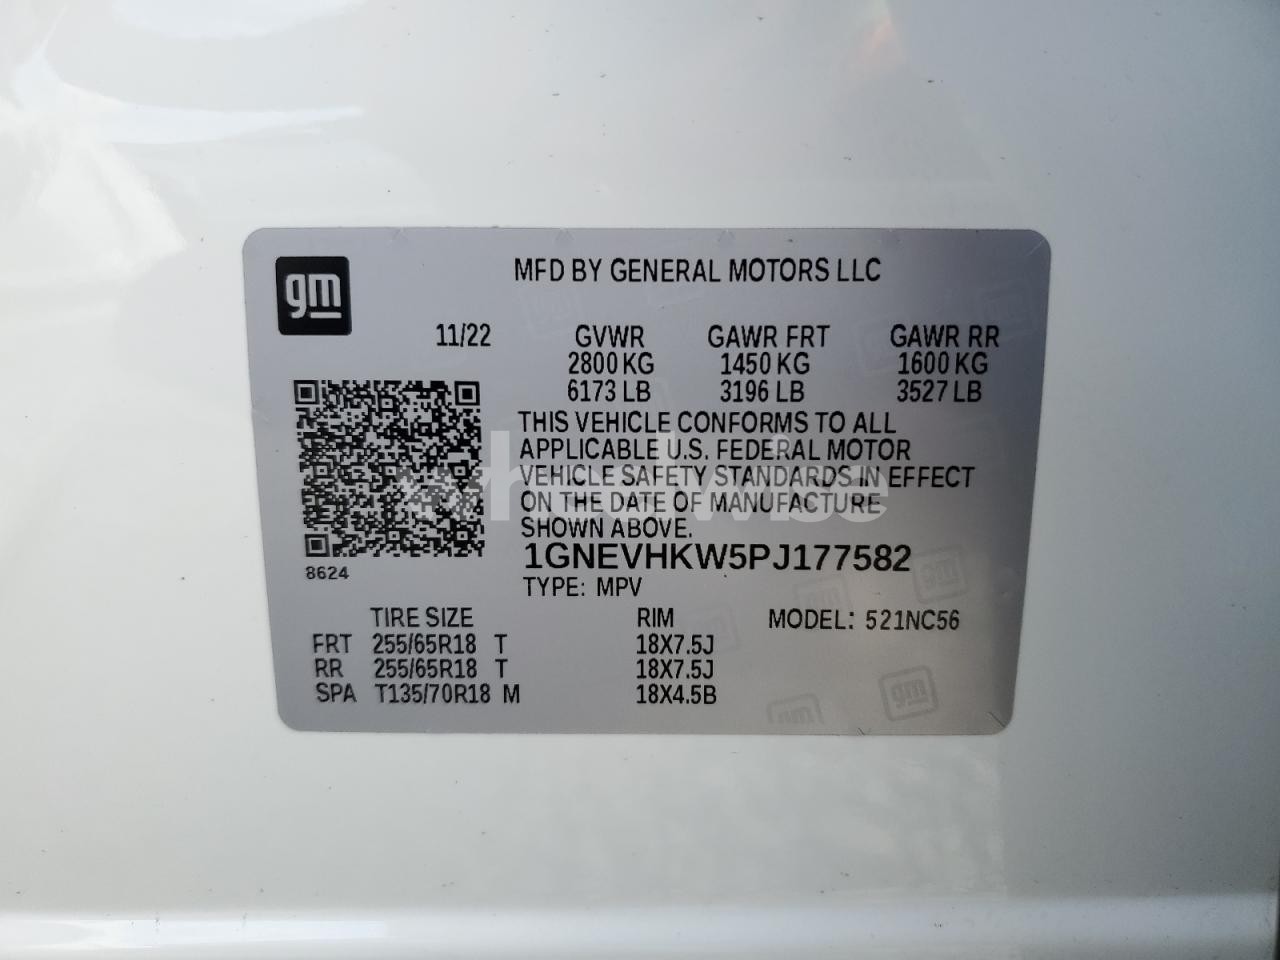 gm
MFD BY GENERAL MOTORS LLC
11/22 GVWR GAWR FRT GAWR RR
2800 KG 1450 KG 1600 KG
6173 LB 3196 LB 3527 LB
THIS VEHICLE CONFORMS TO ALL
APPLICABLE U.S. FEDERAL MOTOR
VEHICLE SAFETY STANDARDS IN EFFECT
ON THE DATE OF MANUFACTURE
SHOWN ABOVE.
1GNEVHKW5PJ177582
8624
TYPE: MPV
TIRE SIZE RIM MODEL: 521NC56
FRT 255/65R18 T 18X7.5J
RR 255/65R18 T 18X7.5J
SPA T135/70R18 M 18X4.5B
gm
gm
gm